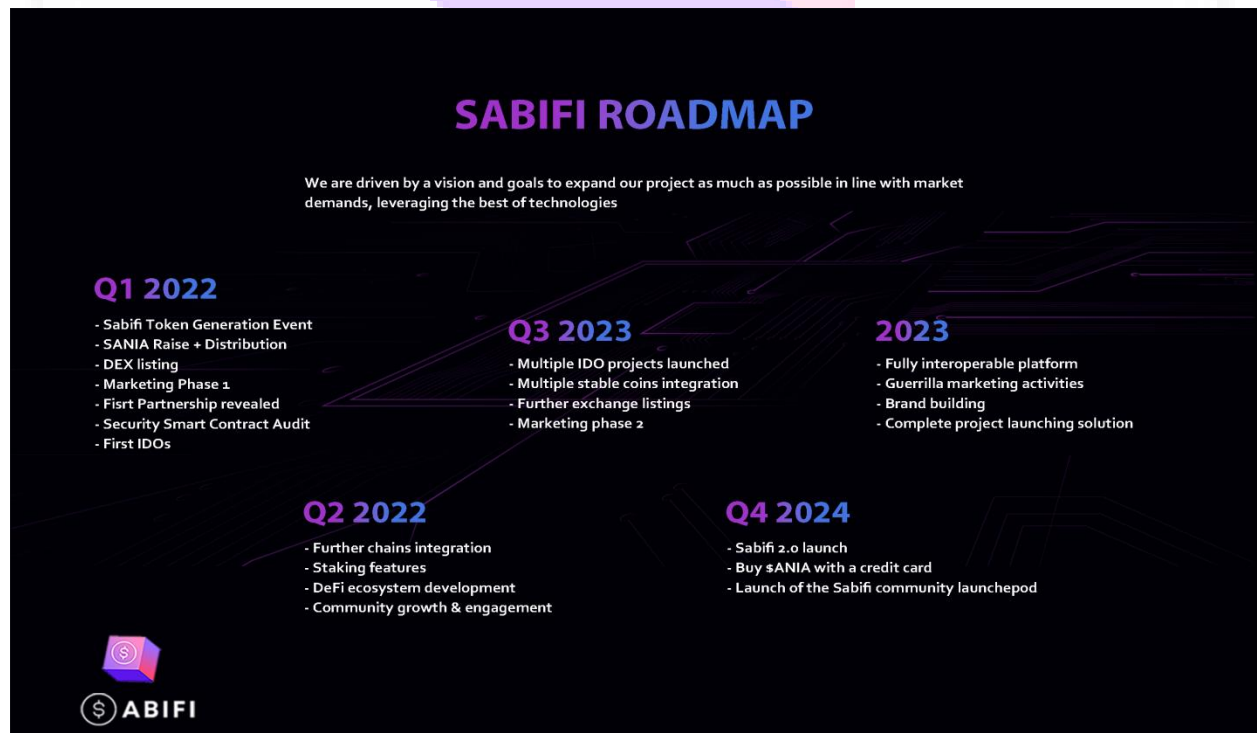 SABIFI ROADMAP
We are driven by a vision and goals to expand our project as much as possible in line with market
demands, leveraging the best of technologies
Q1 2022
- Sabifi Token Generation Event
- SANIA Raise + Distribution
- DEX listing
- Marketing Phase 1
- Fisrt Partnership revealed
- Security Smart Contract Audit
- First IDOs
Q2 2022
- Further chains integration
- Staking features
- DeFi ecosystem development
- Community growth & engagement
Q3 2023
- Multiple IDO projects launched
- Multiple stable coins integration
- Further exchange listings
- Marketing phase 2
Q4 2024
- Sabifi 2.0 launch
- Buy $ANIA with a credit card
- Launch of the Sabifi community launchepod
2023
- Fully interoperable platform
- Guerrilla marketing activities
- Brand building
- Complete project launching solution
$
$ABIFI